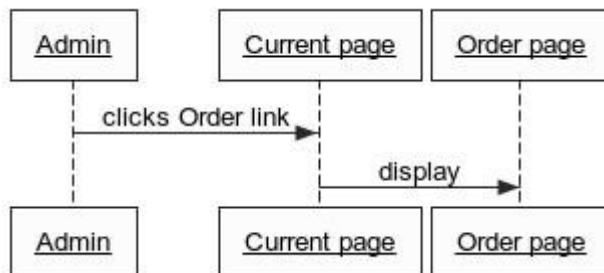 Admin
Current page
Order page
clicks Order link
display
Admin
Current page
Order page